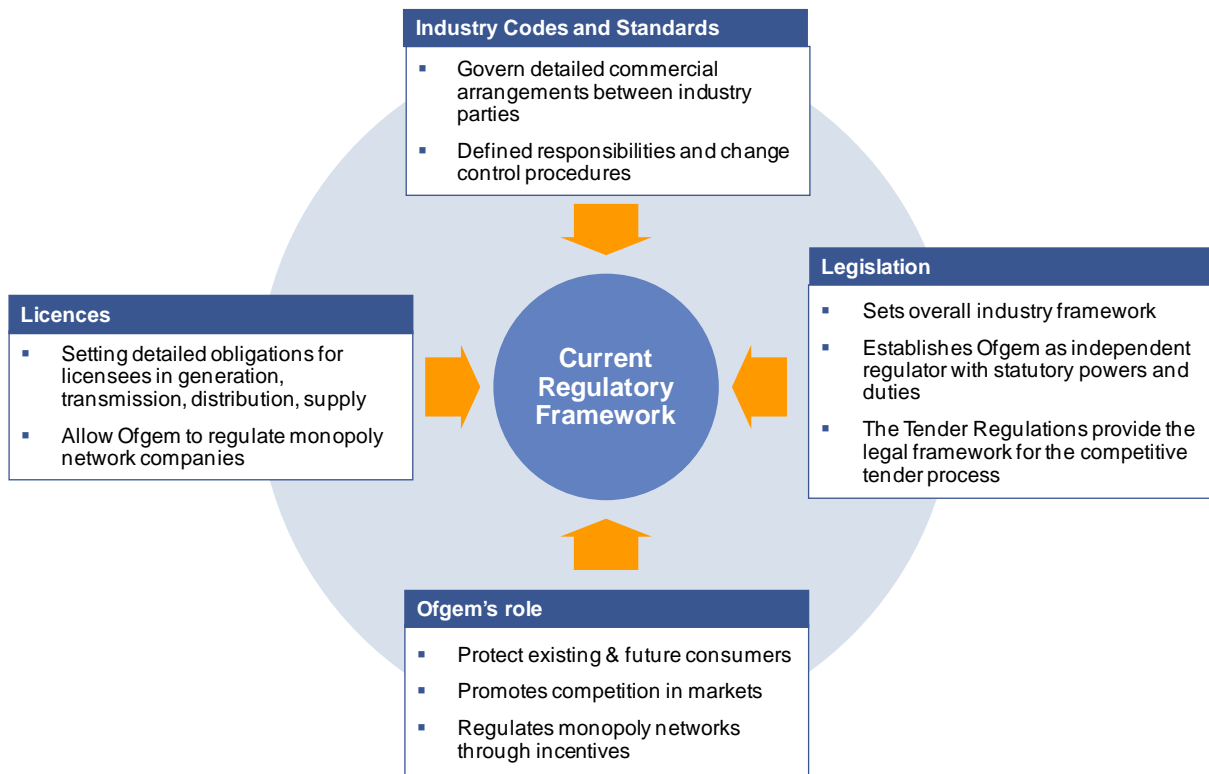 Industry Codes and Standards
▪ Govern detailed commercial
arrangements between industry
parties
▪ Defined responsibilities and change
control procedures
Licences
▪ Setting detailed obligations for
licensees in generation,
transmission, distribution, supply
▪ Allow Ofgem to regulate monopoly
network companies
Current
Regulatory
Framework
Legislation
▪ Sets overall industry framework
▪ Establishes Ofgem as independent
regulator with statutory powers and
duties
▪ The Tender Regulations provide the
legal framework for the competitive
tender process
Ofgem's role
▪ Protect existing & future consumers
▪ Promotes competition in markets
▪ Regulates monopoly networks
through incentives